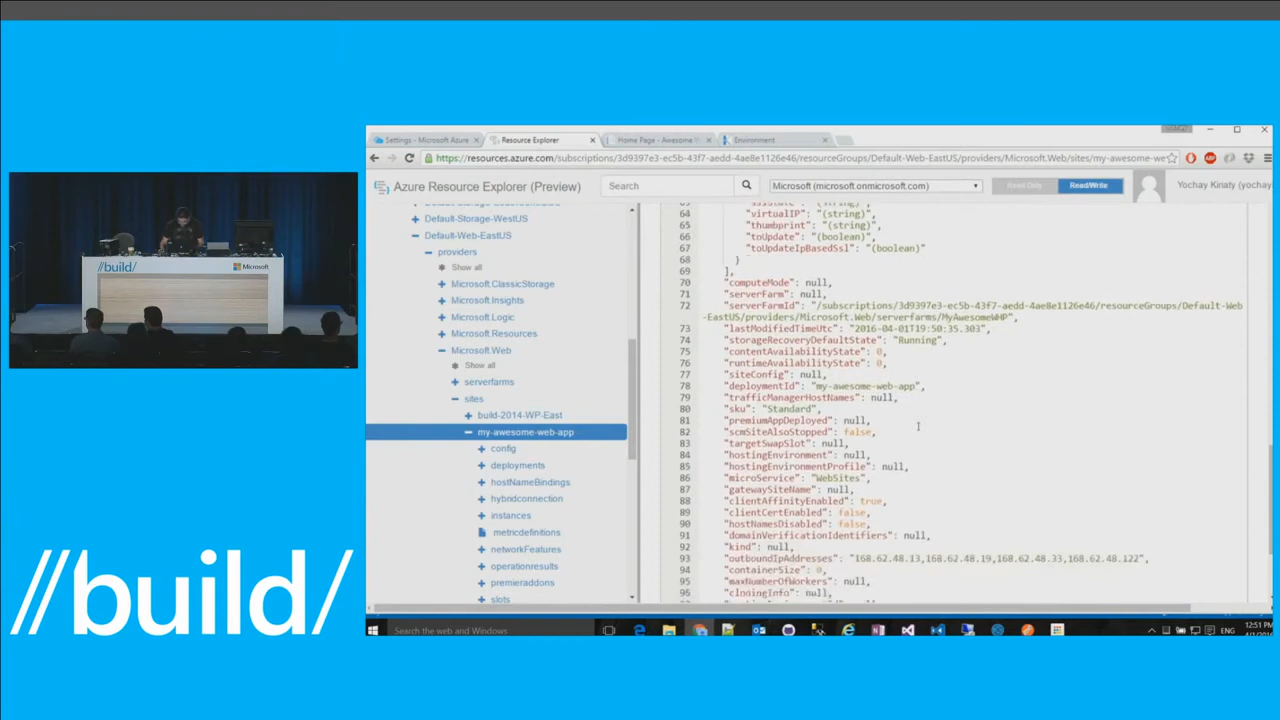 Settings - Microsoft Azure
Resource Explorer
Home Page - Awesome
Environment
https://resources.azure.com/subscriptions/3d9397e3-ec5b-43f7-aedd-4ae8e1126e46/resourceGroups/Default-Web-EastUS/providers/Microsoft.Web/sites/my-awesome-we
Azure Resource Explorer (Preview)
Search
Microsoft (microsoft.onmicrosoft.com)
Read Only
Read/Write
Yochay Kinaty (yochay
Default-Storage-WestUS
Default-Web-EastUS
providers
Show all
Microsoft.ClassicStorage
Microsoft.Insights
Microsoft.Logic
Microsoft.Resources
Microsoft.Web
Show all
serverfarms
sites
build-2014-WP-East
my-awesome-web-app
config
deployments
hostNameBindings
hybridconnection
instances
metricdefinitions
networkFeatures
operationresults
premieraddons
slots
64 "virtualIP": "(string)",
65 "thumbprint": "(string)",
66 "toUpdate": "(boolean)",
67 "toUpdateIpBasedSsl": "(boolean)"
68 }
69 ],
70 "computeMode": null,
71 "serverFarm": null,
72 "serverFarmId": "/subscriptions/3d9397e3-ec5b-43f7-aedd-4ae8e1126e46/resourceGroups/Default-Web
-EastUS/providers/Microsoft.Web/serverfarms/MyAwesomeWHP",
73 "lastModifiedTimeUtc": "2016-04-01T19:50:35.303",
74 "storageRecoveryDefaultState": "Running",
75 "contentAvailabilityState": 0,
76 "runtimeAvailabilityState": 0,
77 "siteConfig": null,
78 "deploymentId": "my-awesome-web-app",
79 "trafficManagerHostNames": null,
80 "sku": "Standard",
81 "premiumAppDeployed": null,
82 "scmSiteAlsoStopped": false,
83 "targetSwapSlot": null,
84 "hostingEnvironment": null,
85 "hostingEnvironmentProfile": null,
86 "microService": "WebSites",
87 "gatewaySiteName": null,
88 "clientAffinityEnabled": true,
89 "clientCertEnabled": false,
90 "hostNamesDisabled": false,
91 "domainVerificationIdentifiers": null,
92 "kind": null,
93 "outboundIpAddresses": "168.62.48.13,168.62.48.19,168.62.48.33,168.62.48.122",
94 "containerSize": 0,
95 "maxNumberOfWorkers": null,
96 "cloningInfo": null,
Search the web and Windows
ENG
12:51 PM
//build/
Microsoft
//build/